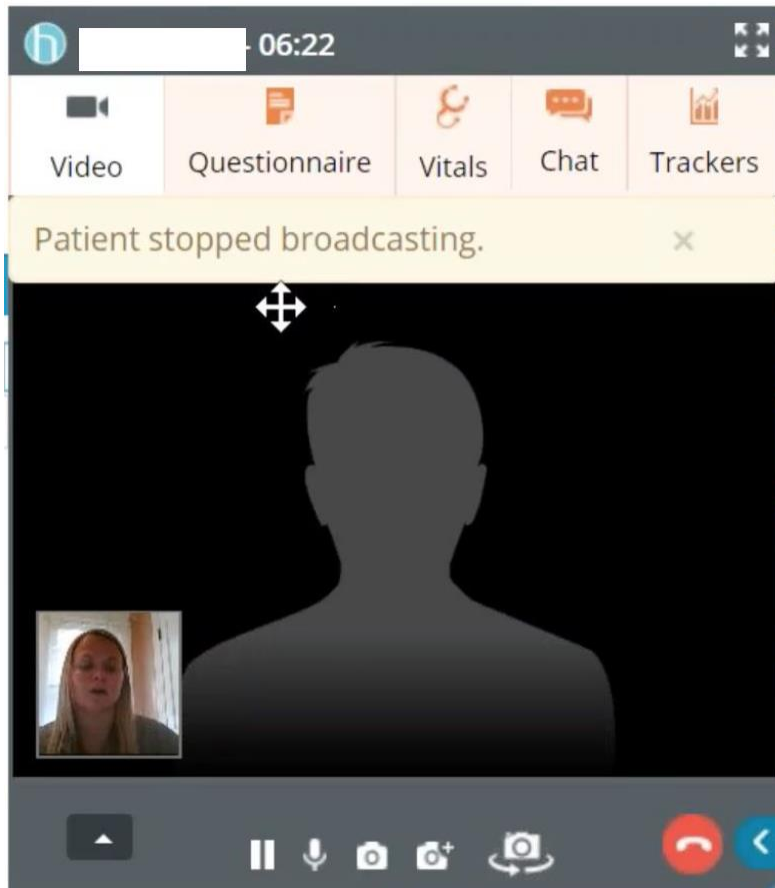 h - 06:22
Video Questionnaire Vitals Chat Trackers
Patient stopped broadcasting.